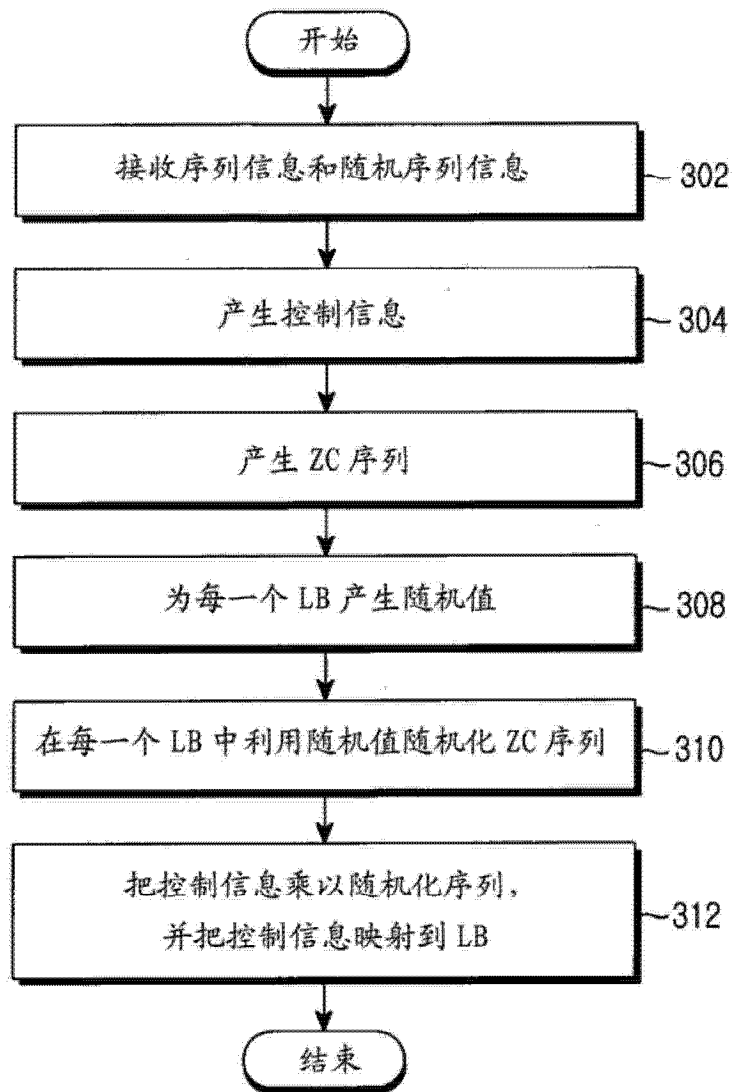 开始
接收序列信息和随机序列信息
302
产生控制信息
304
产生 ZC 序列
306
为每一个 LB 产生随机值
308
在每一个 LB 中利用随机值随机化 ZC 序列
310
把控制信息乘以随机化序列,
并把控制信息映射到 LB
312
结束